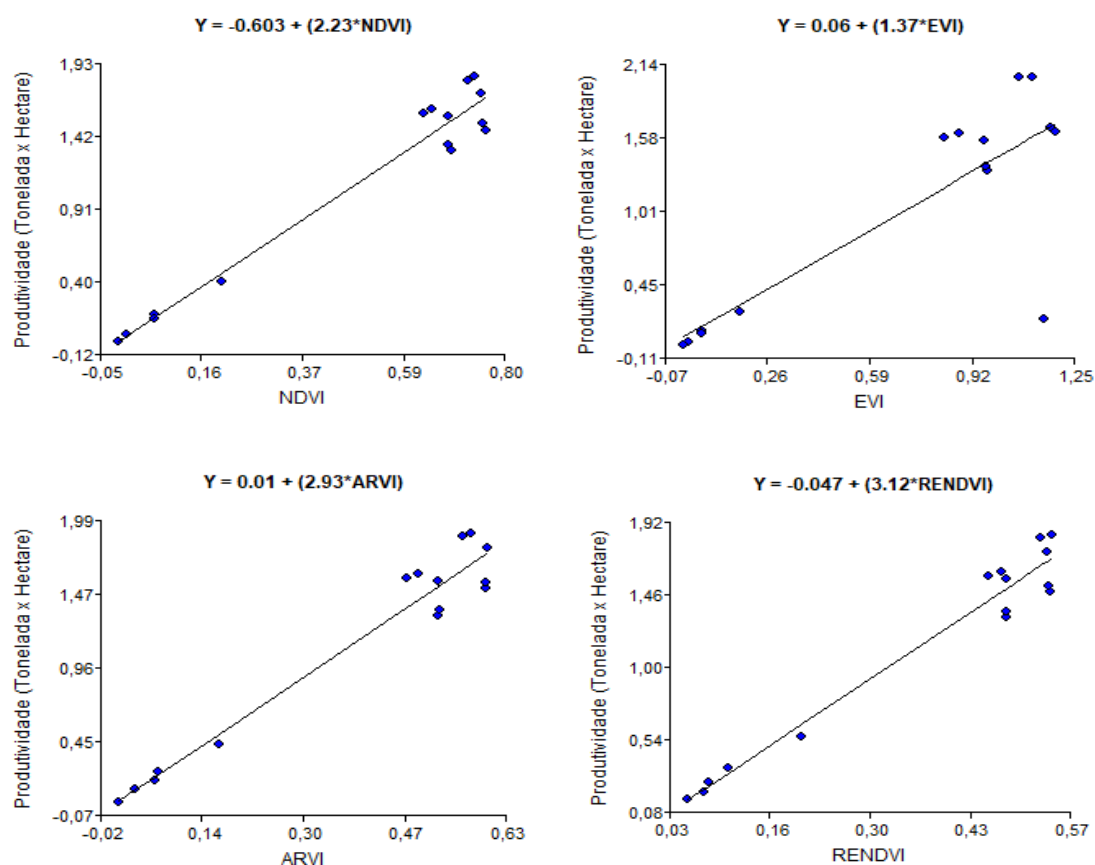 Y = -0.603 + (2.23*NDVI)
Produtividade (Tonelada x Hectare)
1,93
1,42
0,91
0,40
-0,12
-0,05 0,16 0,37 0,59 0,80
NDVI
Y = 0.06 + (1.37*EVI)
Produtividade (Tonelada x Hectare)
2,14
1,58
1,01
0,45
-0,11
-0,07 0,26 0,59 0,92 1,25
EVI
Y = 0.01 + (2.93*ARVI)
Produtividade (Tonelada x Hectare)
1,99
1,47
0,96
0,45
-0,07
-0,02 0,14 0,30 0,47 0,63
ARVI
Y = -0.047 + (3.12*RENDVI)
Produtividade (Tonelada x Hectare)
1,92
1,46
1,00
0,54
0,08
0,03 0,16 0,30 0,43 0,57
RENDVI